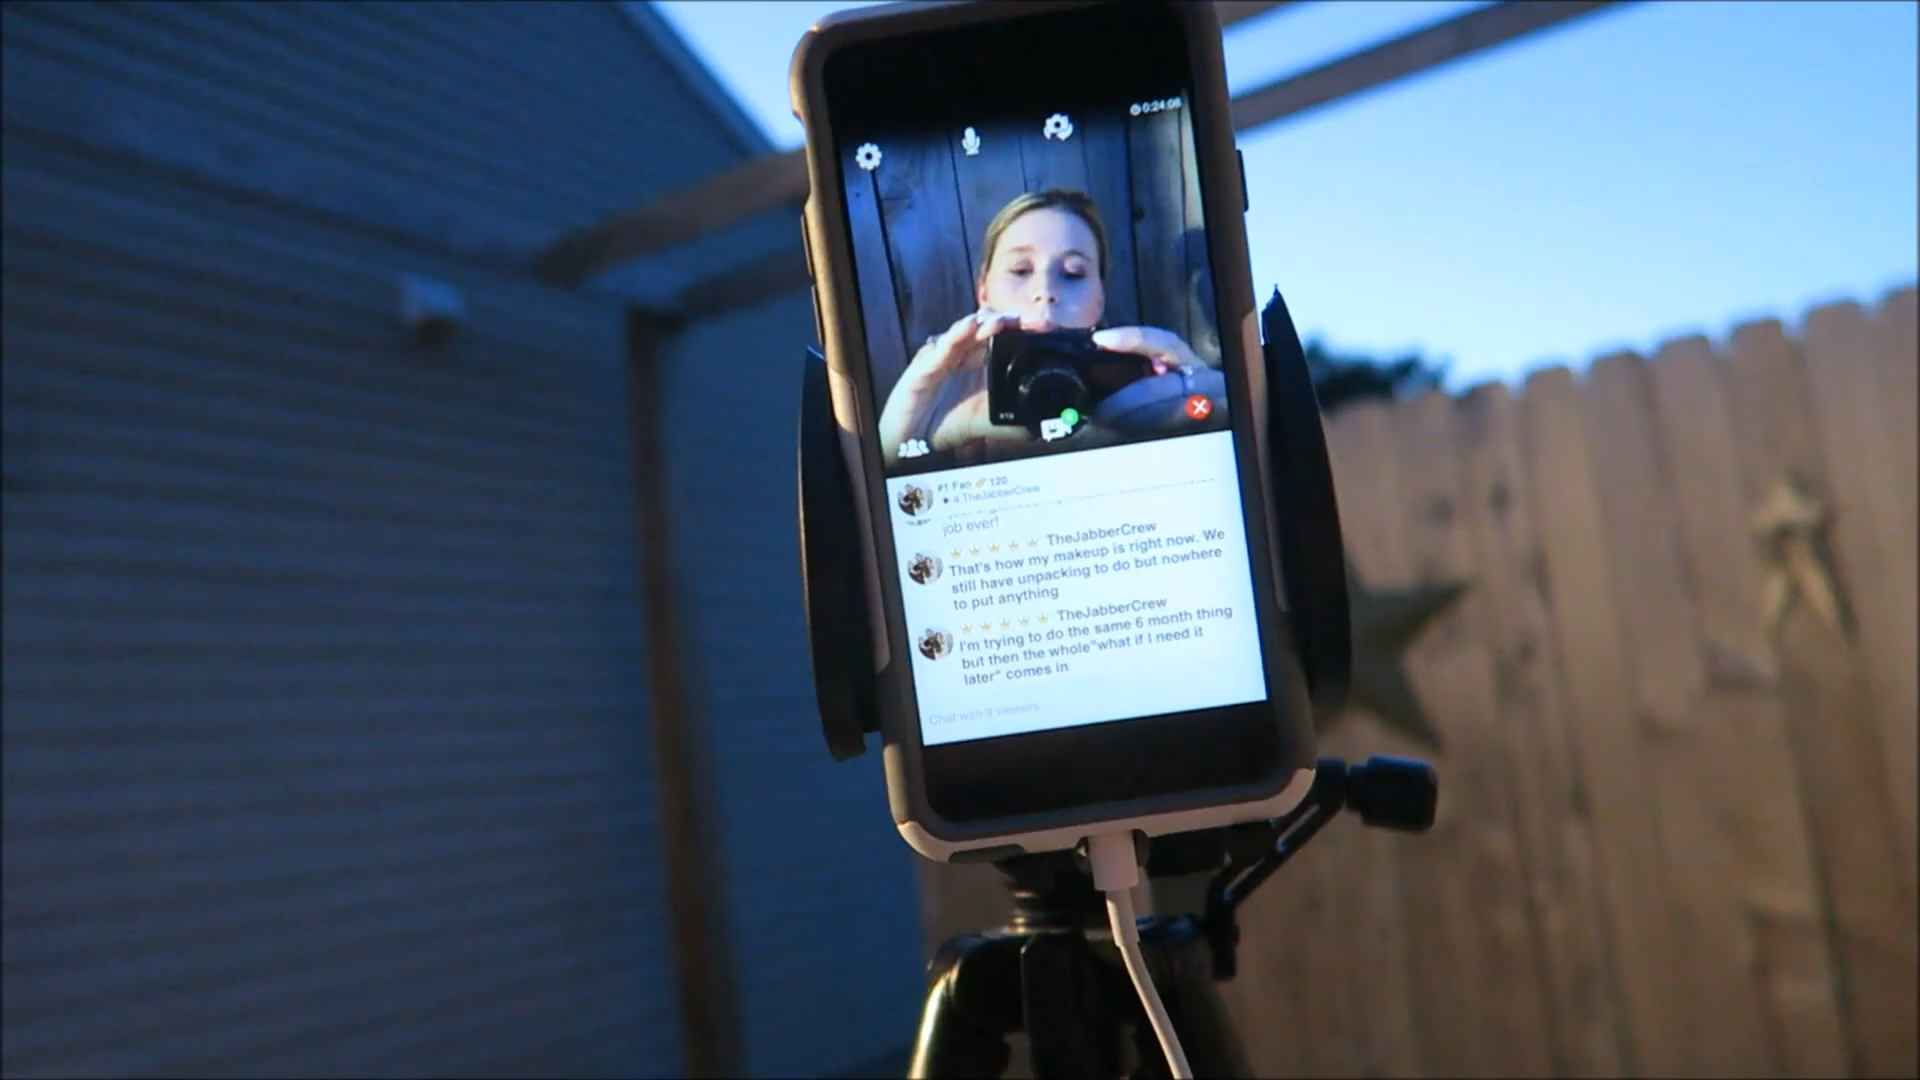 0:24:08
#1 Fan 120
★ 4 TheJabberCrew
job ever!
TheJabberCrew
That's how my makeup is right now. We
still have unpacking to do but nowhere
to put anything
TheJabberCrew
I'm trying to do the same 6 month thing
but then the whole"what if I need it
later" comes in
Chat with 9 viewers